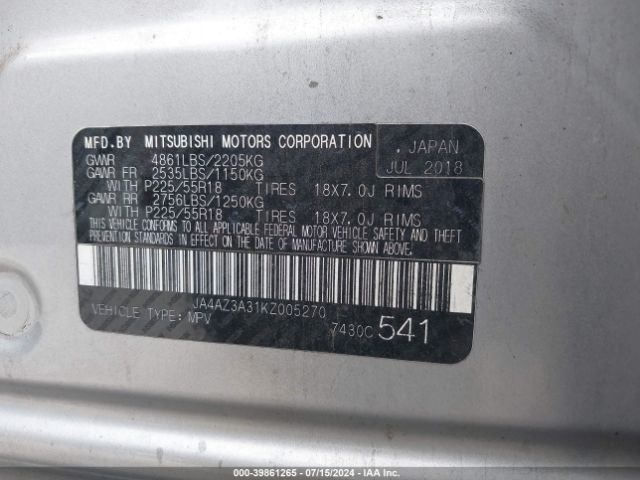 MFD.BY MITSUBISHI MOTORS CORPORATION
. JAPAN
JUL 2018
GVWR 4861LBS/2205KG
GAWR FR 2535LBS/1150KG
WITH P225/55R18 TIRES 18X7.0J RIMS
GAWR RR 2756LBS/1250KG
WITH P225/55R18 TIRES 18X7.0J RIMS
THIS VEHICLE CONFORMS TO ALL APPLICABLE FEDERAL MOTOR VEHICLE SAFETY AND THEFT
PREVENTION STANDARDS IN EFFECT ON THE DATE OF MANUFACTURE SHOWN ABOVE.
JA4AZ3A31KZ005270
VEHICLE TYPE: MPV
7430C 541
000-39861265 - 07/15/2024 - IAA Inc.